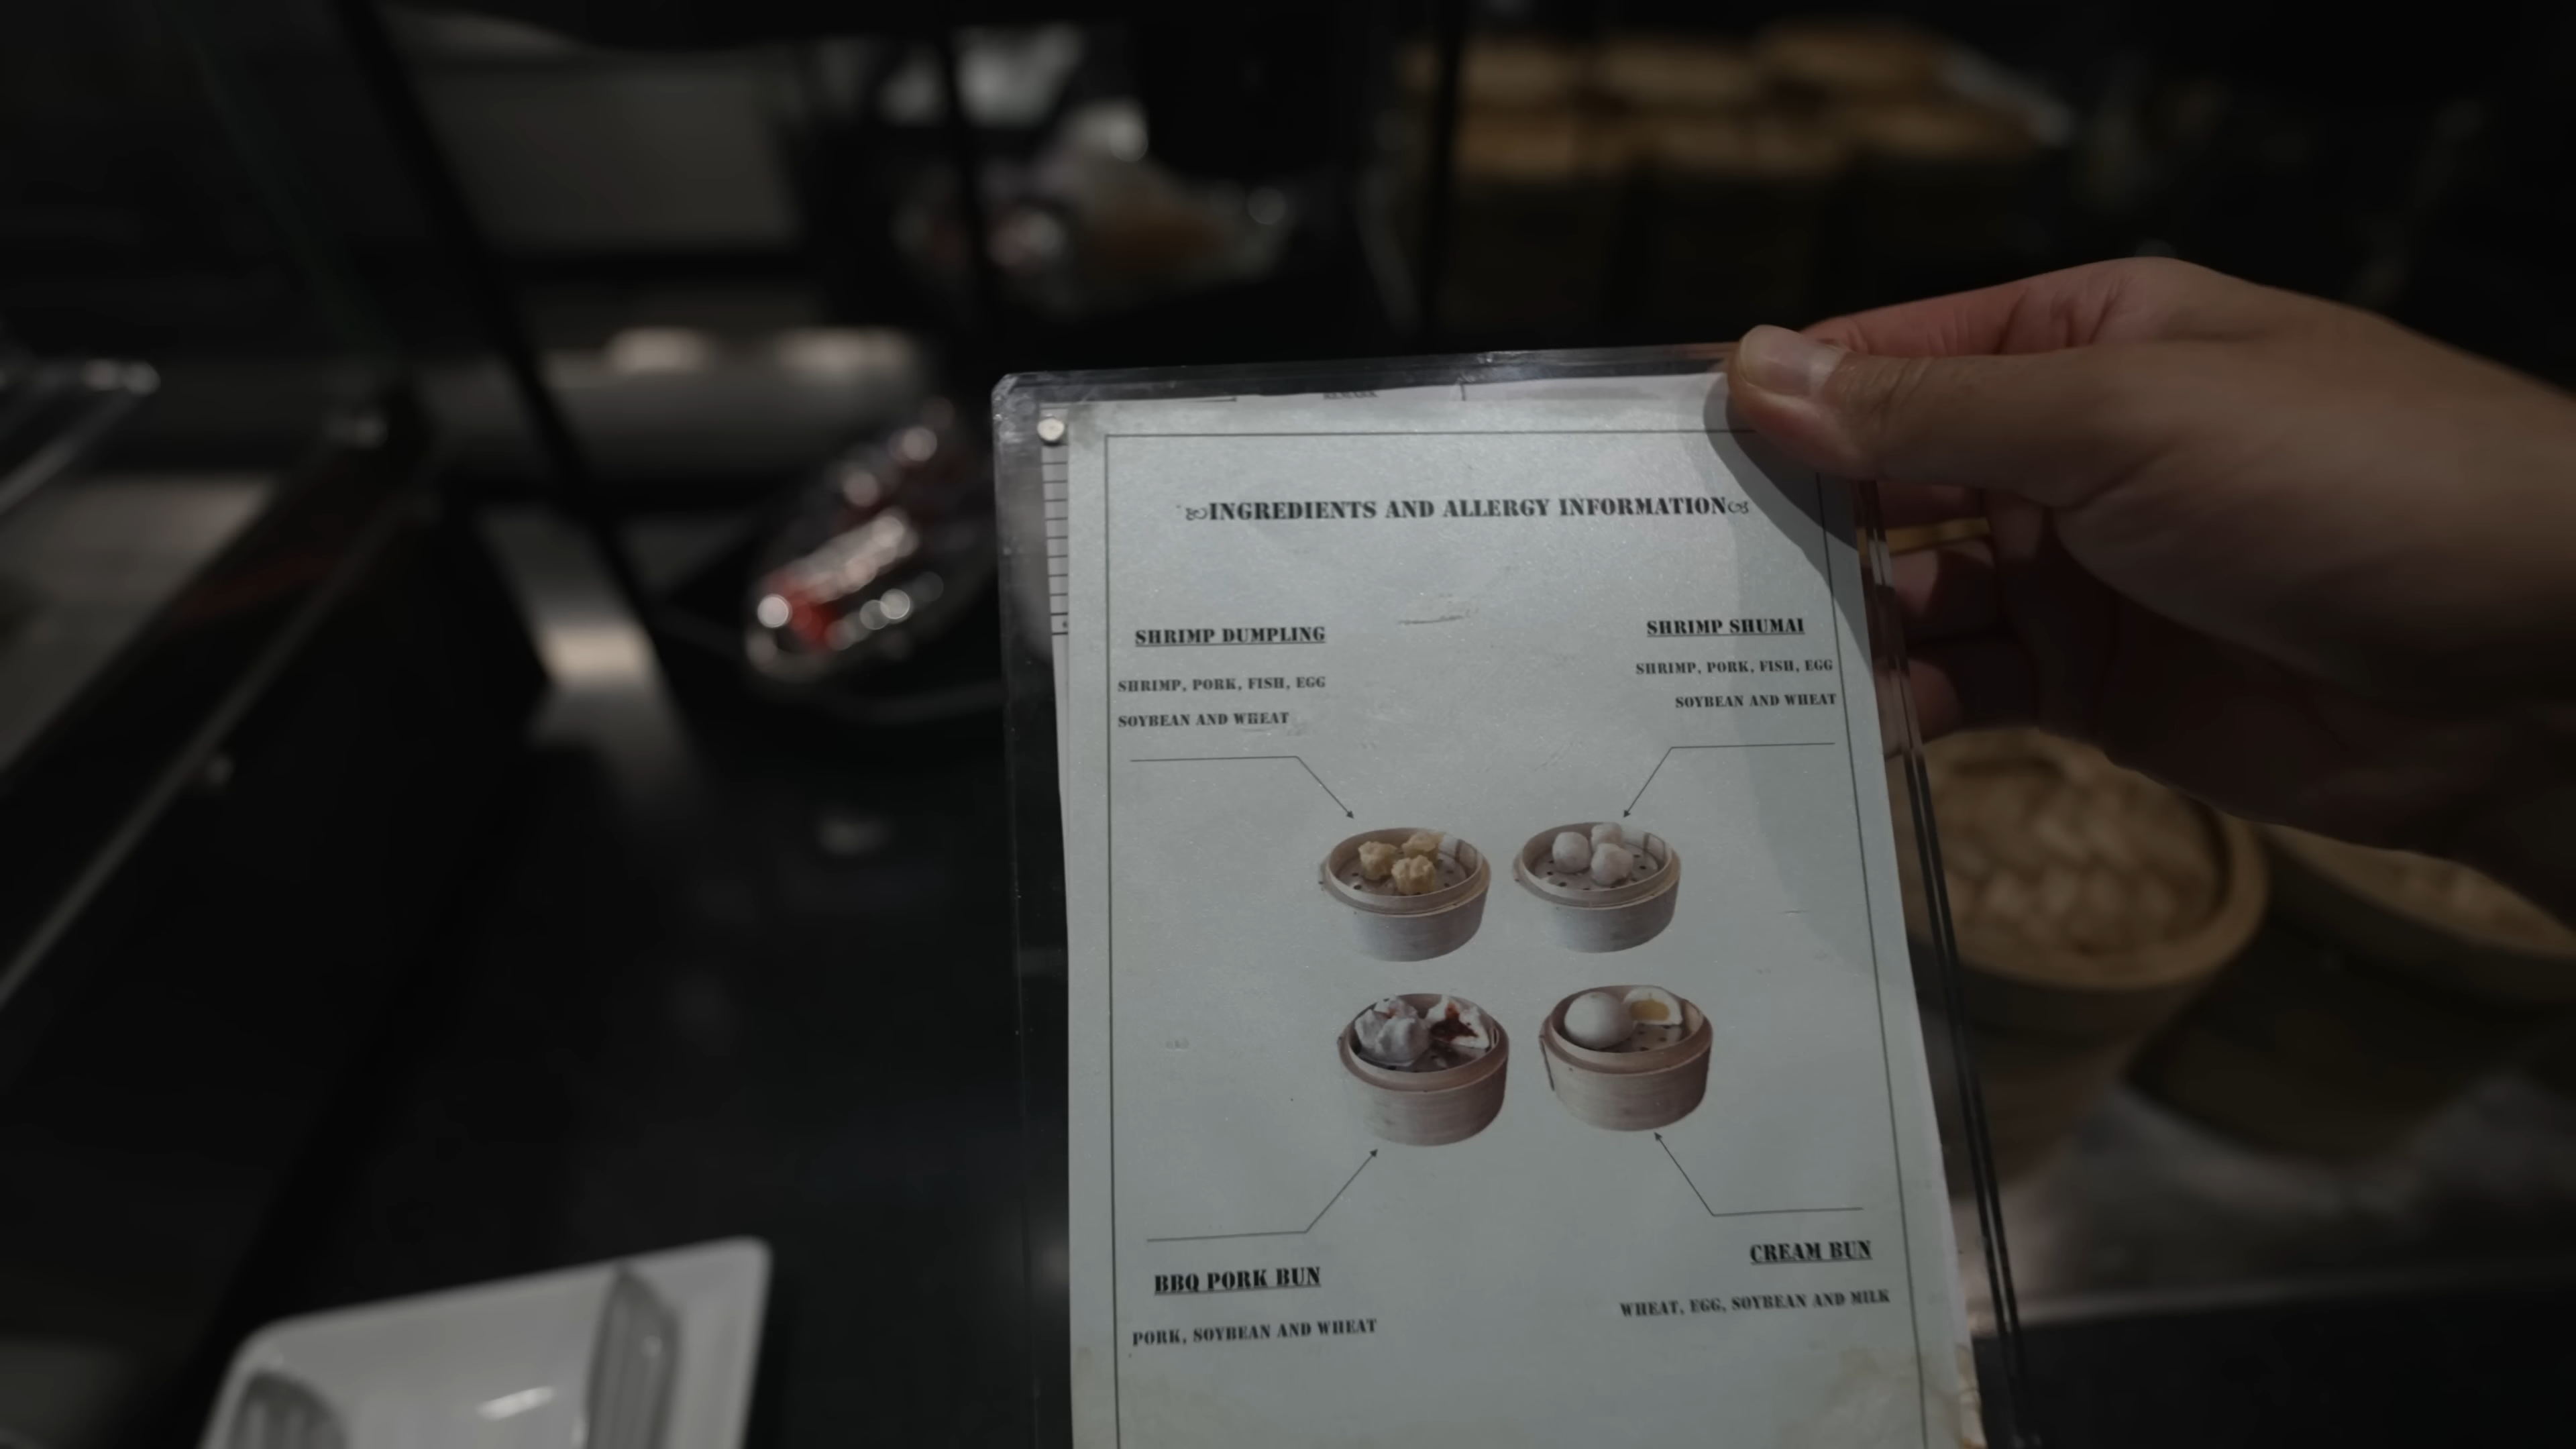 INGREDIENTS AND ALLERGY INFORMATION
SHRIMP DUMPLING
SHRIMP, PORK, FISH, EGG
SOYBEAN AND WHEAT
SHRIMP SHUMAI
SHRIMP, PORK, FISH, EGG
SOYBEAN AND WHEAT
BBQ PORK BUN
PORK, SOYBEAN AND WHEAT
CREAM BUN
WHEAT, EGG, SOYBEAN AND MILK